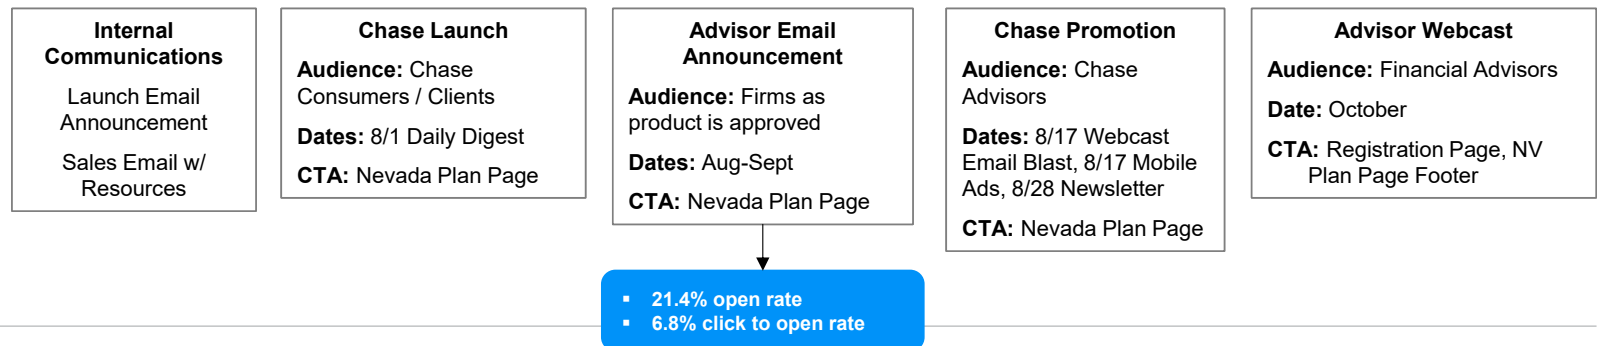 Internal
Communications
Launch Email
Announcement
Sales Email w/
Resources
Chase Launch
Audience: Chase
Consumers / Clients
Dates: 8/1 Daily Digest
CTA: Nevada Plan Page
Advisor Email
Announcement
Audience: Firms as
product is approved
Dates: Aug-Sept
CTA: Nevada Plan Page
Chase Promotion
Audience: Chase
Advisors
Dates: 8/17 Webcast
Email Blast, 8/17 Mobile
Ads, 8/28 Newsletter
CTA: Nevada Plan Page
Advisor Webcast
Audience: Financial Advisors
Date: October
CTA: Registration Page, NV
Plan Page Footer
▪ 21.4% open rate
▪ 6.8% click to open rate